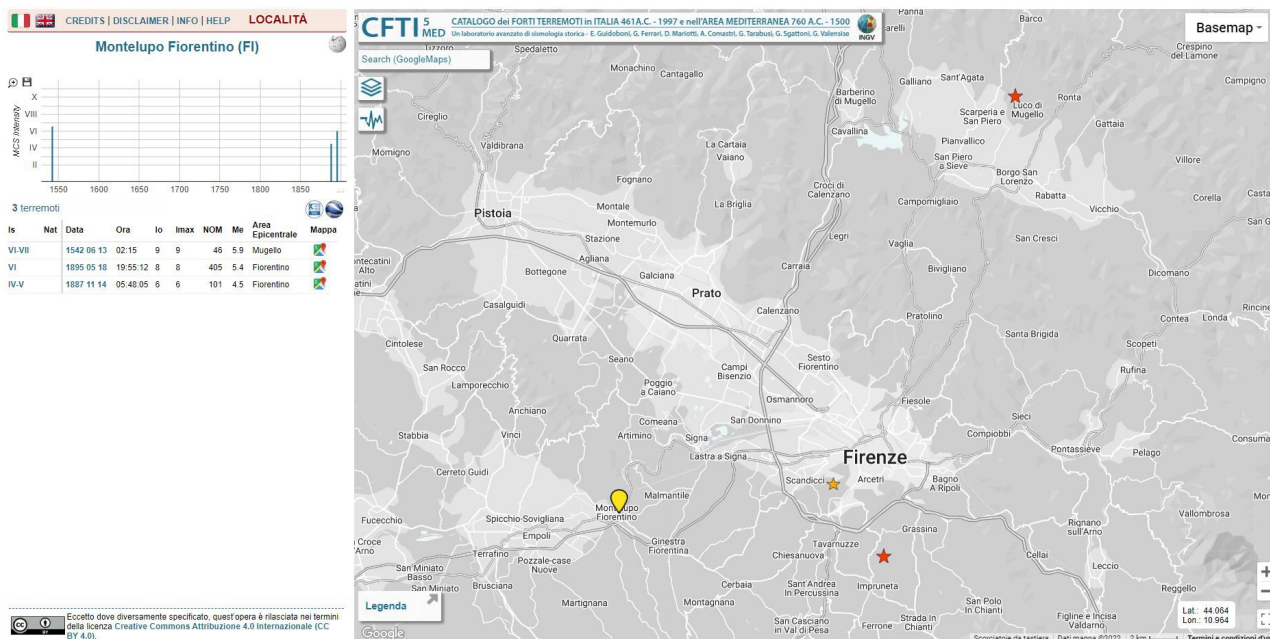 CREDITS | DISCLAIMER | INFO | HELP LOCALITÀ
Montelupo Fiorentino (FI)
MCS Intensity
X
VIII
VI
IV
II
1550 1600 1650 1700 1750 1800 1850 ...
3 terremoti
Is Nat Data Ora Io Imax NOM Me Area Epicentrale Mappa
VI-VII 1542 06 13 02:15 9 9 46 5.9 Mugello
VI 1895 05 18 19:55:12 8 8 405 5.4 Fiorentino
IV-V 1887 11 14 05:48:05 6 6 101 4.5 Fiorentino
Eccetto dove diversamente specificato, quest'opera è rilasciata nei termini
della licenza Creative Commons Attribuzione 4.0 Internazionale (CC
BY 4.0).
CFTI 5 MED
CATALOGO dei FORTI TERREMOTI in ITALIA 461 A.C. - 1997 e nell'AREA MEDITERRANEA 760 A.C. - 1500
Un laboratorio avanzato di sismologia storica - E. Guidoboni, G. Ferrari, D. Mariotti, A. Comastri, G. Tarabusi, G. Sgattoni, G. Valensise
INGV
Search (GoogleMaps)
Basemap
Panna
Barco
Crespino
del Lamone
Spedaletto
Monachino
Cantagallo
Barberino
di Mugello
Galliano
Sant'Agata
Campigno
Luco di
Mugello
Ronta
Scarperia e
San Piero
Gattaia
Cireglio
Cavallina
Momigno
Valdibrana
La Cartaia
Vaiano
Pianvallico
San Piero
a Sieve
Villore
Fognano
Croci di
Calenzano
Borgo San
Lorenzo
Rabatta
Corella
Pistoia
Montale
La Briglia
Campomigliaio
Vicchio
Montemurlo
Stazione
Legri
Vaglia
San Cresci
Agliana
Bottegone
Galciana
Carraia
Bivigliano
Dicomano
Prato
Casalguidi
Calenzano
Pratolino
Contea
Londa
Quarrata
Santa Brigida
Cintolese
Scopeti
San Rocco
Seano
Campi
Bisenzio
Sesto
Fiorentino
Rufina
Lamporecchio
Poggio
a Caiano
Osmannoro
Fiesole
Anchiano
Comeana
San Donnino
Sieci
Stabbia
Vinci
Artimino
Signa
Compiobbi
Pontassieve
Pelago
Lastra a Signa
Firenze
Cerreto Guidi
Scandicci
Arcetri
Bagno
A Ripoli
Malmantile
Montelupo
Fiorentino
Vallombrosa
Fucecchio
Spicchio-Sovigliana
Grassina
Rignano
sull'Arno
Empoli
Ginestra
Fiorentina
Tavarnuzze
Chiesanuova
Cellai
Terrafino
Pozzale-case
Nuove
Leccio
San Miniato
Basso
Impruneta
Reggello
San Miniato
Brusciana
Cerbaia
Sant'Andrea
In Percussina
Martignana
Montagnana
San Polo
In Chianti
Legenda
San Casciano
in Val di Pesa
Ferrone
Strada In
Chianti
Figline e Incisa
Valdarno
Lat.: 44.064
Lon.: 10.964
Google
Scorciatoie da tastiera Dati mappa ©2022 2 km